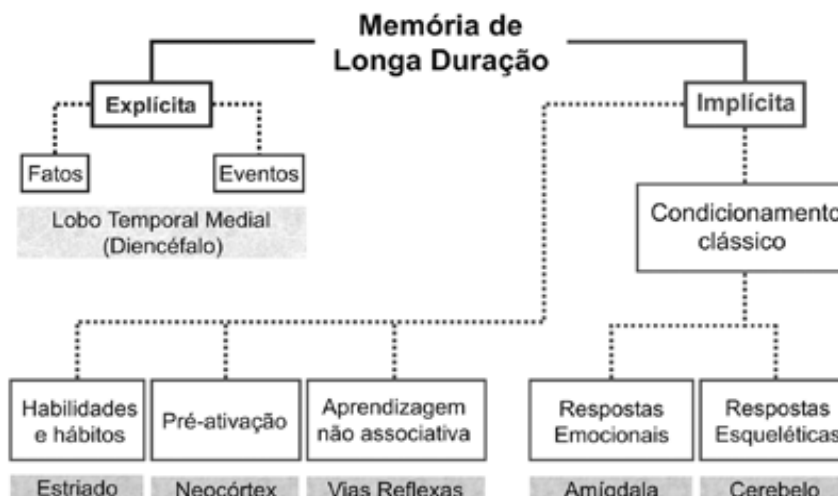 Memória de
Longa Duração
Explícita
Implícita
Fatos
Eventos
Lobo Temporal Medial
(Diencéfalo)
Condicionamento
clássico
Habilidades
e hábitos
Pré-ativação
Aprendizagem
não associativa
Respostas
Emocionais
Respostas
Esqueléticas
Estriado
Neocórtex
Vias Reflexas
Amígdala
Cerebelo